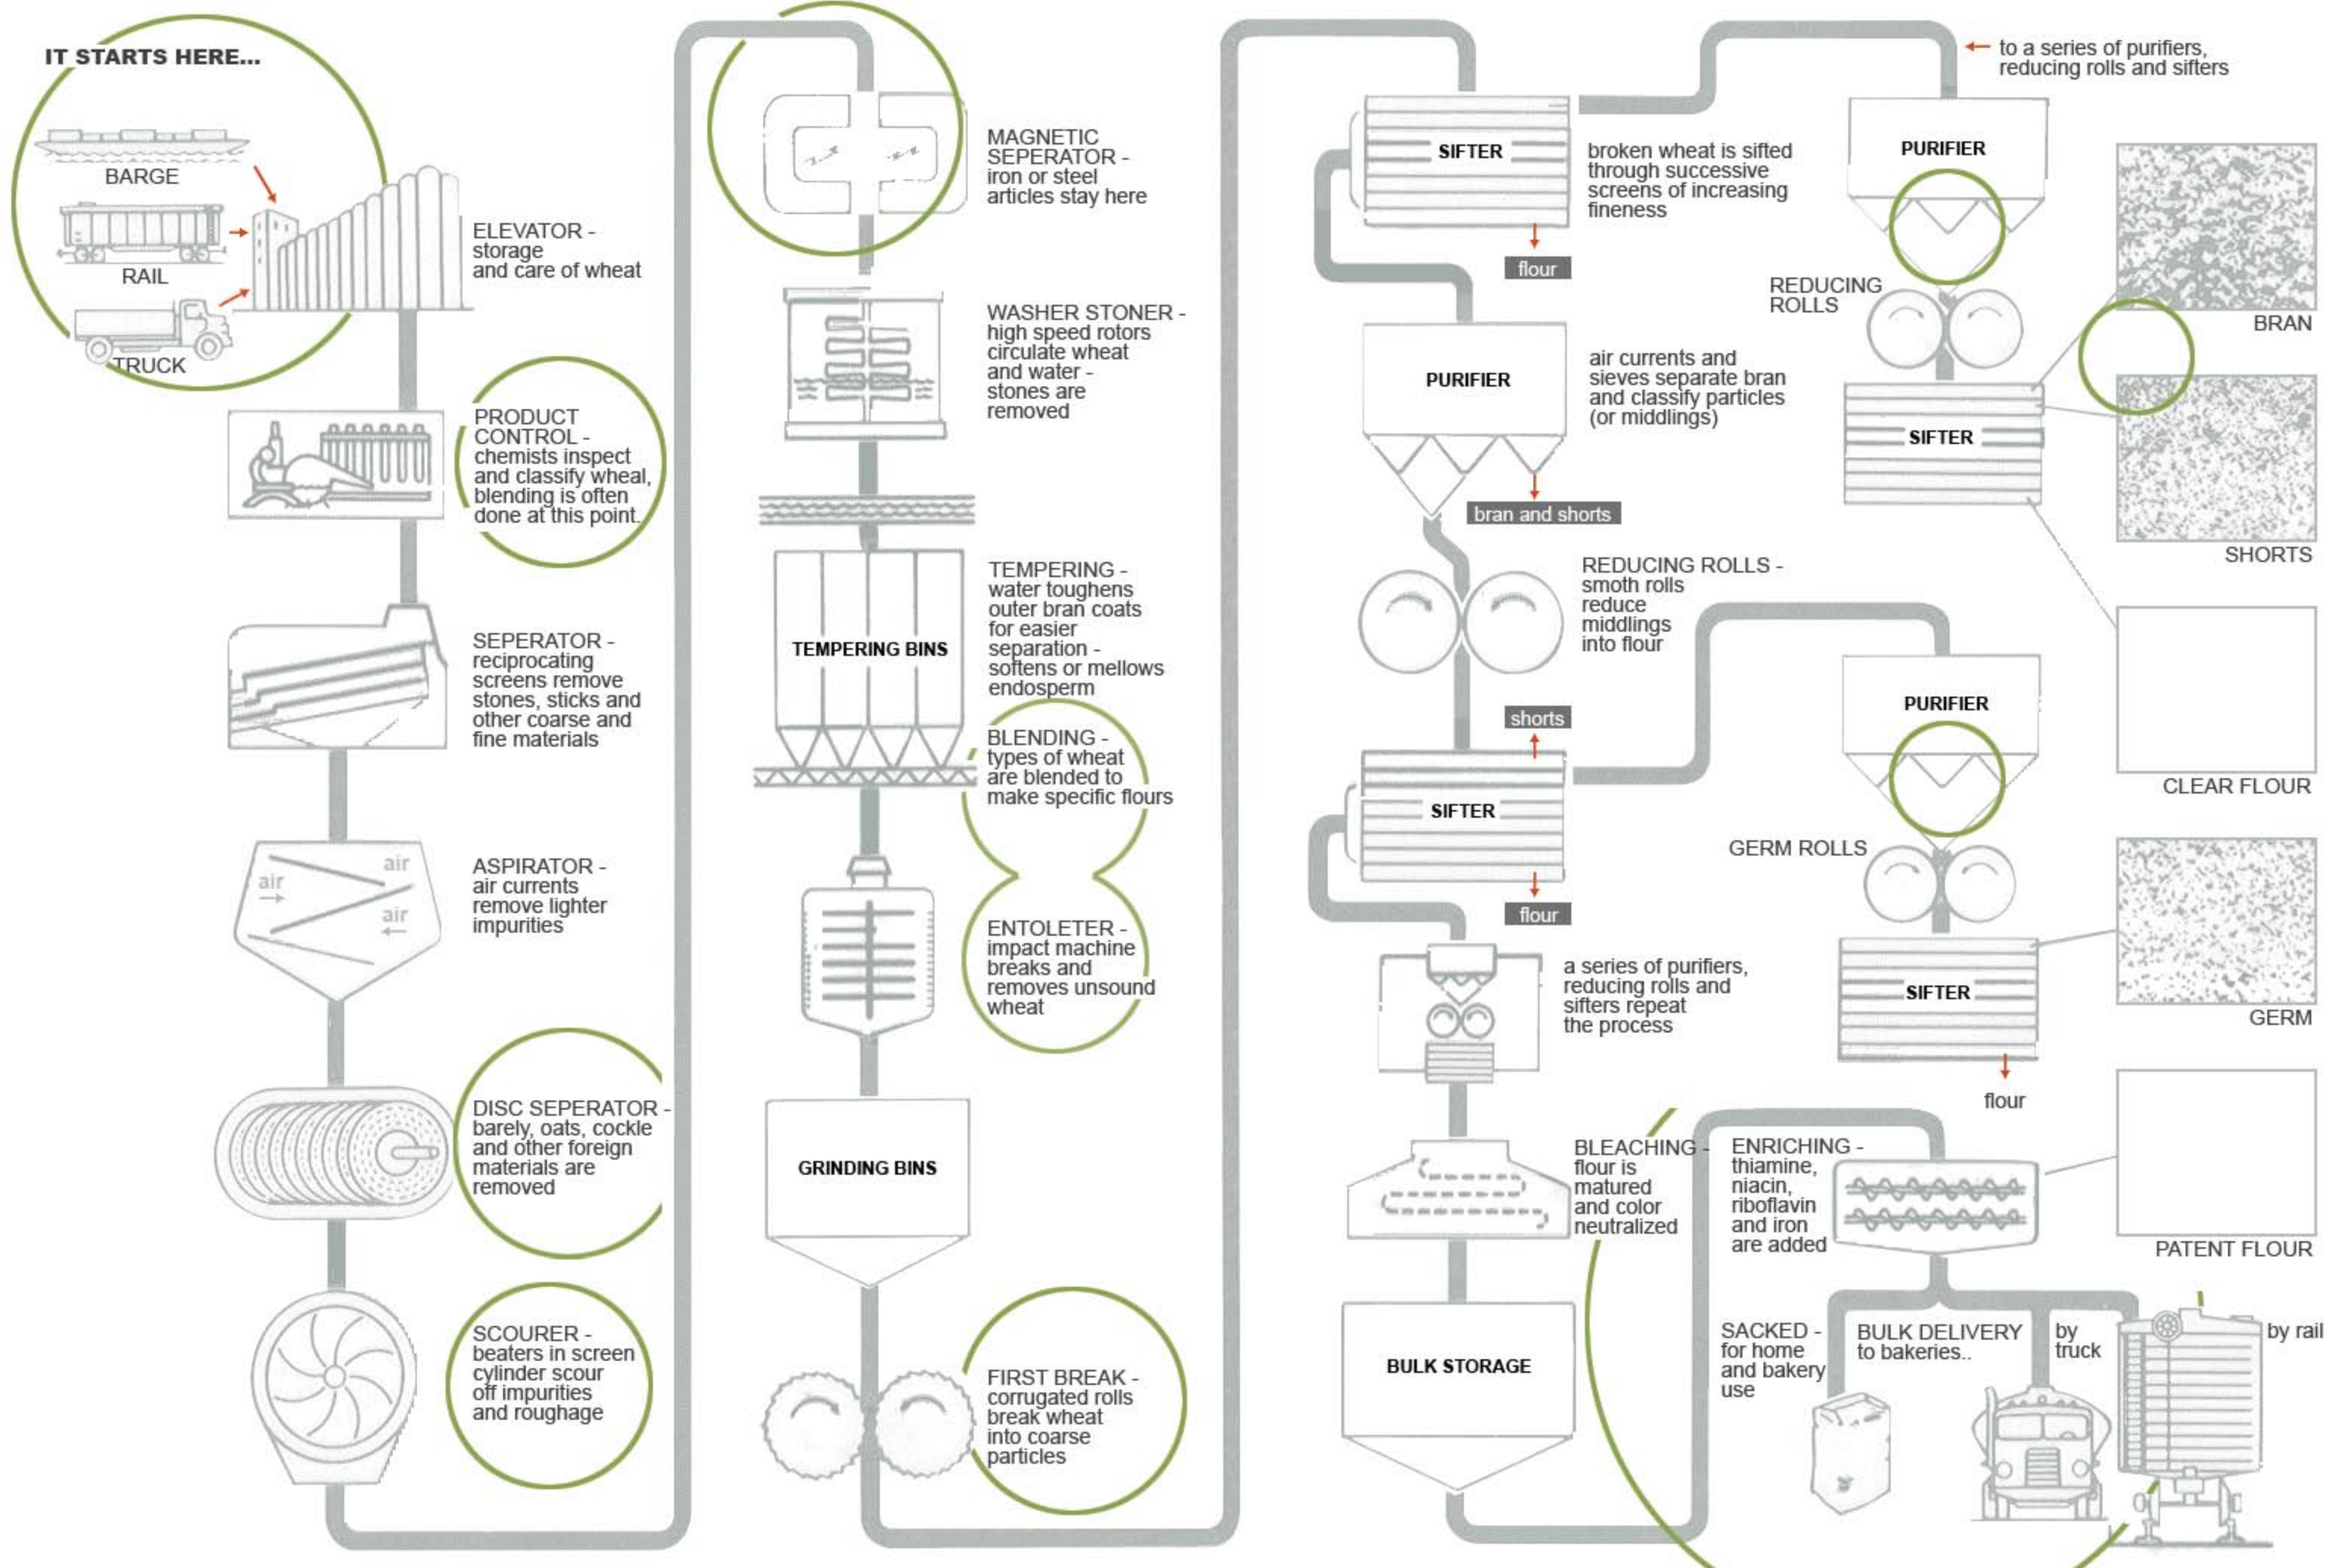 IT STARTS HERE...
BARGE
RAIL
TRUCK
ELEVATOR -
storage
and care of wheat
PRODUCT
CONTROL -
chemists inspect
and classify wheal,
blending is often
done at this point.
SEPERATOR -
reciprocating
screens remove
stones, sticks and
other coarse and
fine materials
air
air
air
ASPIRATOR -
air currents
remove lighter
impurities
DISC SEPERATOR -
barely, oats, cockle
and other foreign
materials are
removed
SCOURER -
beaters in screen
cylinder scour
off impurities
and roughage
MAGNETIC
SEPERATOR -
iron or steel
articles stay here
WASHER STONER -
high speed rotors
circulate wheat
and water -
stones are
removed
TEMPERING BINS
TEMPERING -
water toughens
outer bran coats
for easier
separation -
softens or mellows
endosperm
BLENDING -
types of wheat
are blended to
make specific flours
ENTOLETER -
impact machine
breaks and
removes unsound
wheat
GRINDING BINS
FIRST BREAK -
corrugated rolls
break wheat
into coarse
particles
SIFTER
broken wheat is sifted
through successive
screens of increasing
fineness
flour
PURIFIER
air currents and
sieves separate bran
and classify particles
(or middlings)
bran and shorts
REDUCING ROLLS -
smoth rolls
reduce
middlings
into flour
shorts
SIFTER
flour
a series of purifiers,
reducing rolls and
sifters repeat
the process
BLEACHING -
flour is
matured
and color
neutralized
BULK STORAGE
to a series of purifiers,
reducing rolls and sifters
PURIFIER
REDUCING
ROLLS
SIFTER
BRAN
SHORTS
CLEAR FLOUR
PURIFIER
GERM ROLLS
SIFTER
GERM
flour
ENRICHING -
thiamine,
niacin,
riboflavin
and iron
are added
PATENT FLOUR
SACKED -
for home
and bakery
use
BULK DELIVERY
to bakeries..
by
truck
by rail